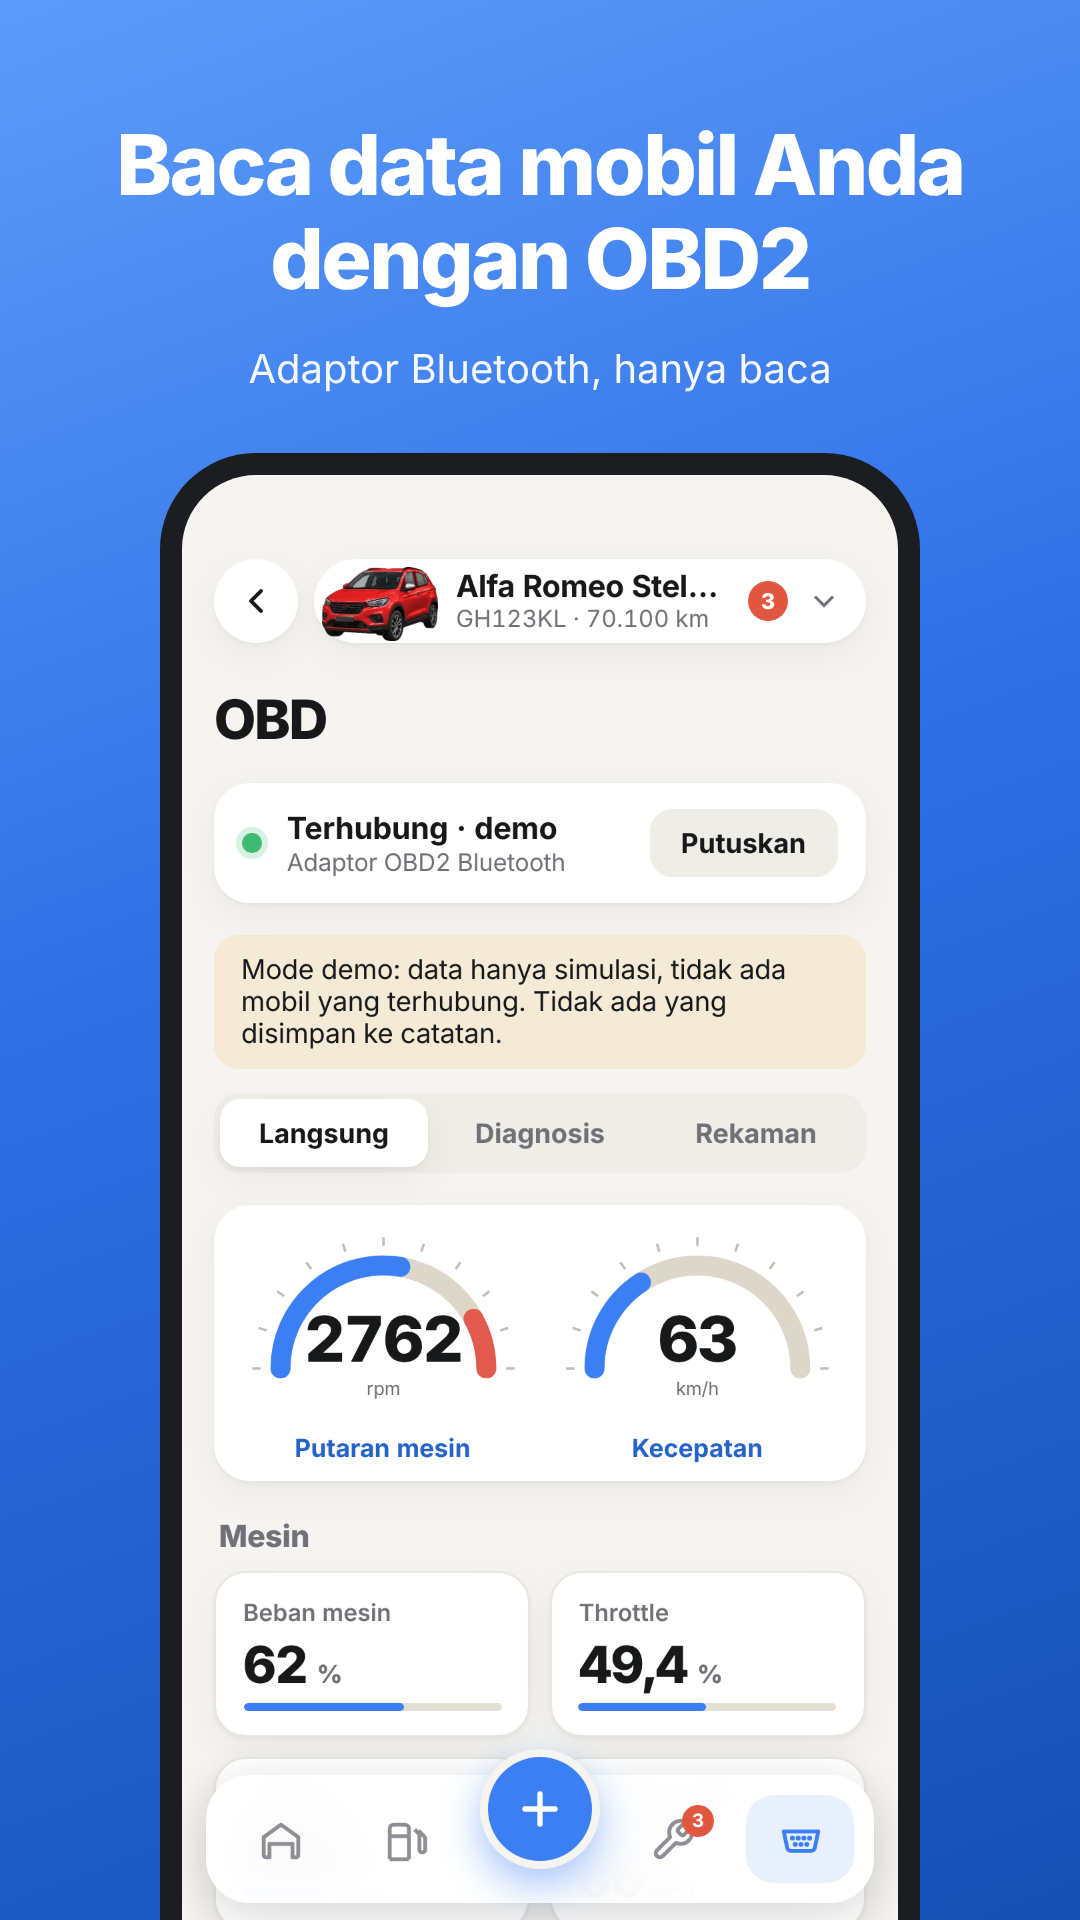 Baca data mobil Anda
dengan OBD2
Adaptor Bluetooth, hanya baca
Alfa Romeo Stel...
3
GH123KL · 70.100 km
OBD
Terhubung · demo
Adaptor OBD2 Bluetooth
Putuskan
Mode demo: data hanya simulasi, tidak ada
mobil yang terhubung. Tidak ada yang
disimpan ke catatan.
Langsung
Diagnosis
Rekaman
2762
rpm
Putaran mesin
63
km/h
Kecepatan
Mesin
Beban mesin
62 %
Throttle
49,4 %
3